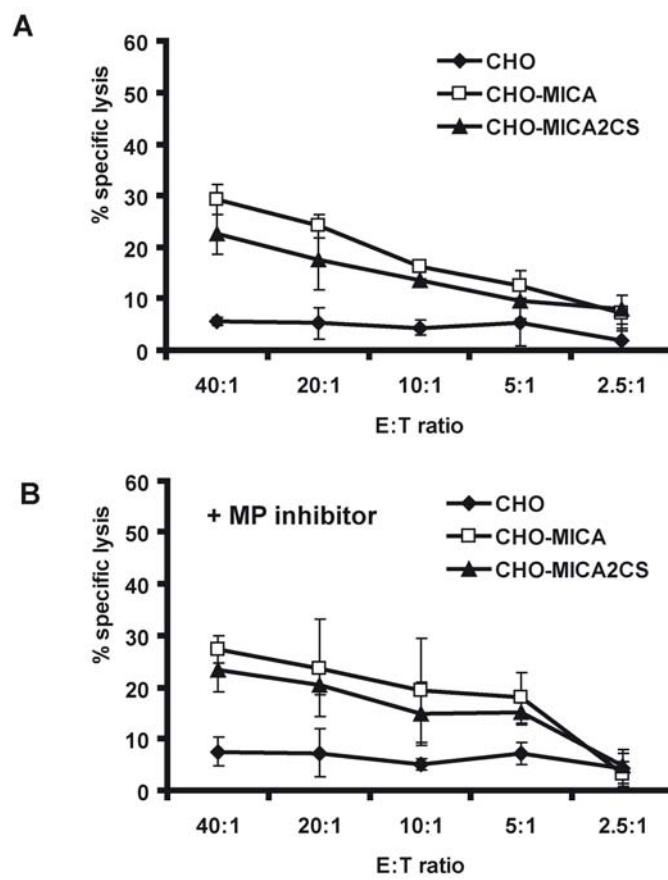 A
60
50
40
30
20
10
0
% specific lysis
CHO
CHO-MICA
CHO-MICA2CS
40:1 20:1 10:1 5:1 2.5:1
E:T ratio
B
+ MP inhibitor
60
50
40
30
20
10
0
% specific lysis
CHO
CHO-MICA
CHO-MICA2CS
40:1 20:1 10:1 5:1 2.5:1
E:T ratio